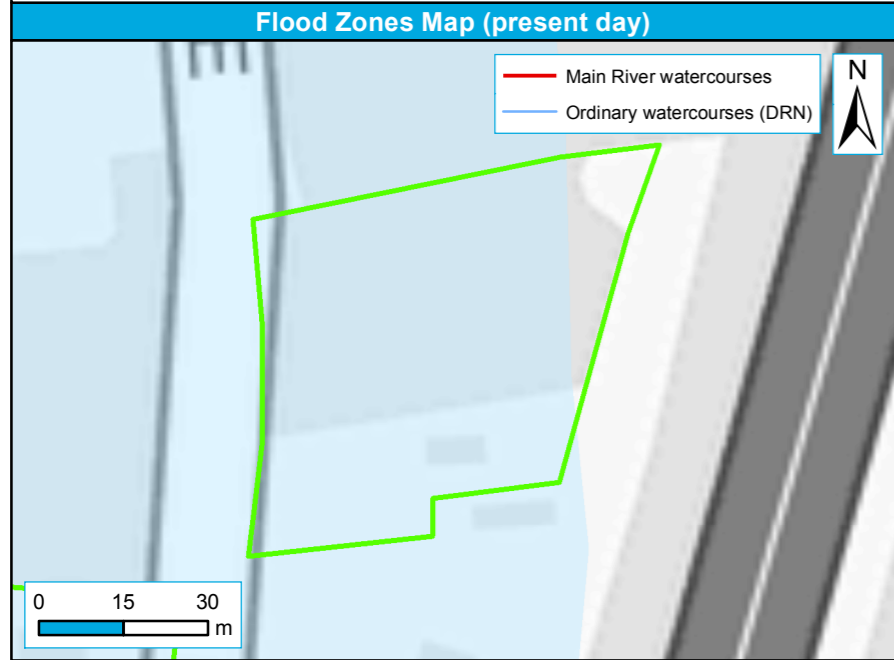 Flood Zones Map (present day)
Main River watercourses
Ordinary watercourses (DRN)
N
0 15 30
m